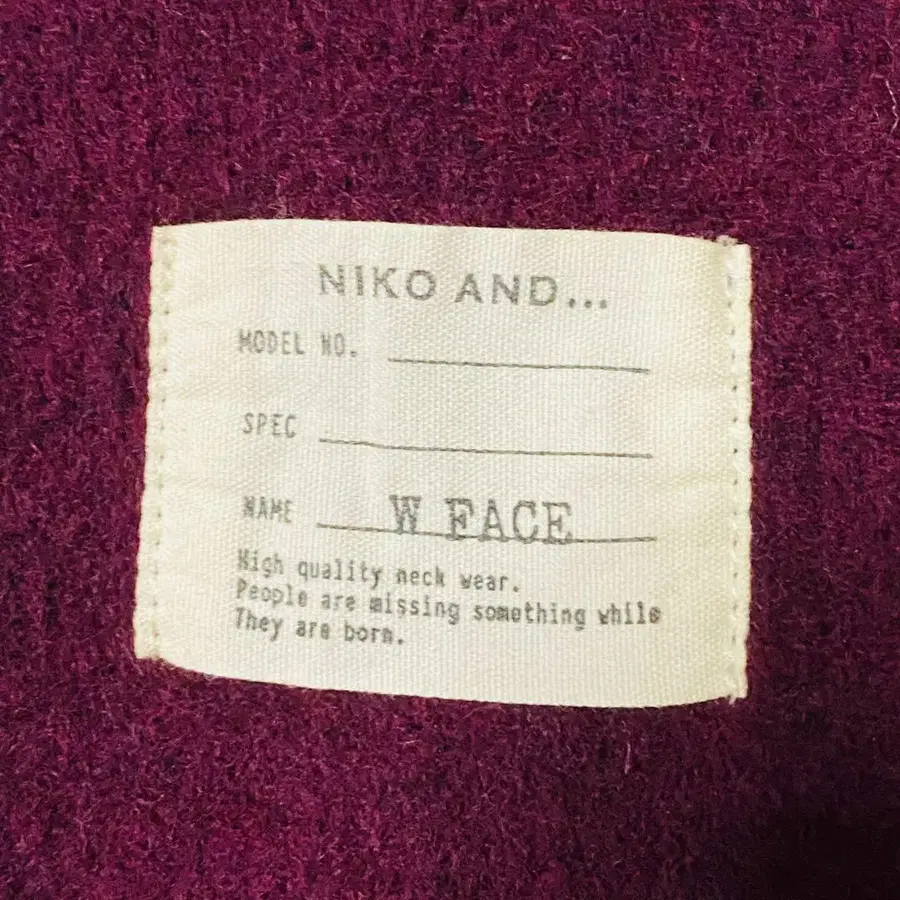 NIKO AND...
MODEL NO.
SPEC
NAME W FACE
High quality neck wear.
People are missing something while
They are born.